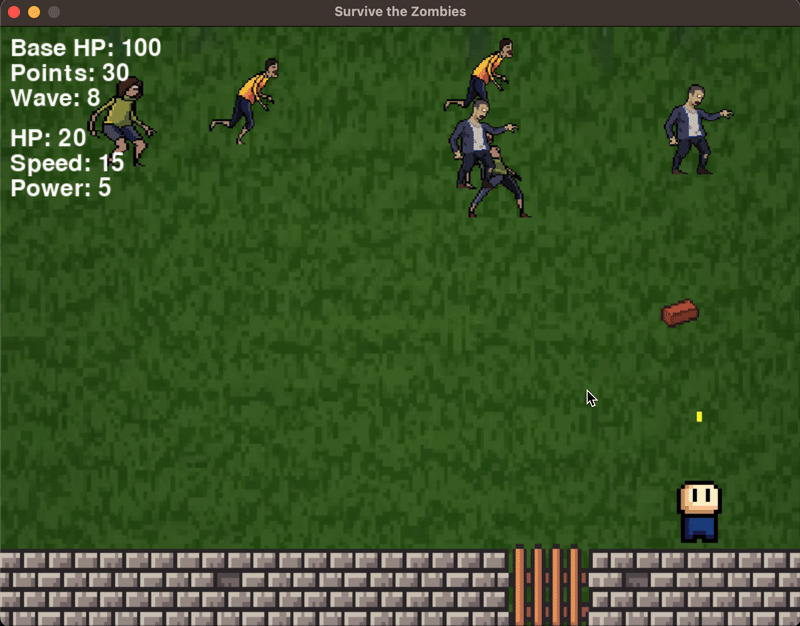 Survive the Zombies
Base HP: 100
Points: 30
Wave: 8
HP: 20
Speed: 15
Power: 5